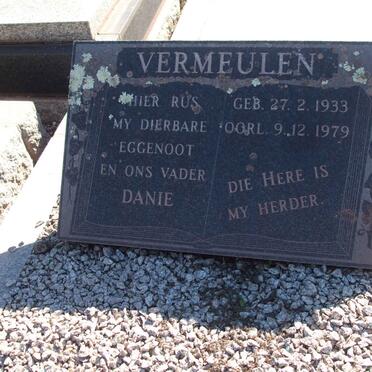 VERMEULEN
HIER RUS
MY DIERBARE
EGGENOOT
EN ONS VADER
DANIE
GEB. 27. 2. 1933
OORL. 9. 12. 1979
DIE HERE IS
MY HERDER.